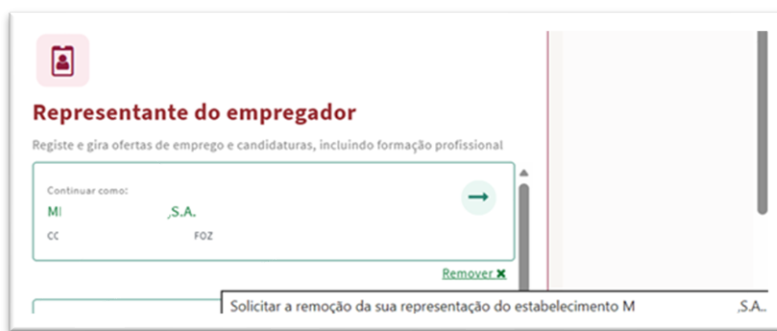 Representante do empregador
Registe e gira ofertas de emprego e candidaturas, incluindo formação profissional
Continuar como:
M ,S.A.
CC FOZ
Remover ✖
Solicitar a remoção da sua representação do estabelecimento M ,S.A..